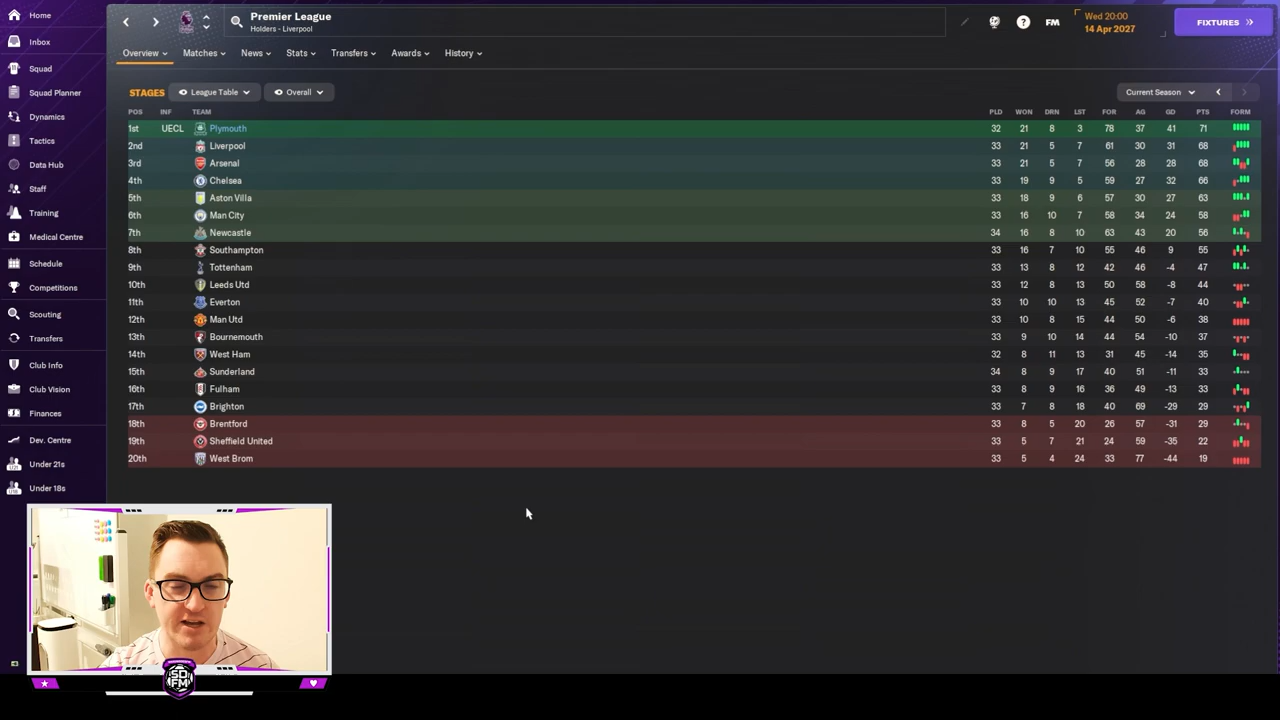 Home
Inbox
Squad
Squad Planner
Dynamics
Tactics
Data Hub
Staff
Training
Medical Centre
Schedule
Competitions
Scouting
Transfers
Club Info
Club Vision
Finances
Dev. Centre
Under 21s
Under 18s
Premier League
Holders - Liverpool
? FM
Wed 20:00
14 Apr 2027
FIXTURES
Overview Matches News Stats Transfers Awards History
STAGES League Table Overall Current Season
POS INF TEAM PLD WON DRN LST FOR AG GD PTS FORM
1st UECL Plymouth 32 21 8 3 78 37 41 71
2nd Liverpool 33 21 5 7 61 30 31 68
3rd Arsenal 33 21 5 7 56 28 28 68
4th Chelsea 33 19 9 5 59 27 32 66
5th Aston Villa 33 18 9 6 57 30 27 63
6th Man City 33 16 10 7 58 34 24 58
7th Newcastle 34 16 8 10 63 43 20 56
8th Southampton 33 16 7 10 55 46 9 55
9th Tottenham 33 13 8 12 42 46 -4 47
10th Leeds Utd 33 12 8 13 50 58 -8 44
11th Everton 33 10 10 13 45 52 -7 40
12th Man Utd 33 10 8 15 44 50 -6 38
13th Bournemouth 33 9 10 14 44 54 -10 37
14th West Ham 32 8 11 13 31 45 -14 35
15th Sunderland 34 8 9 17 40 51 -11 33
16th Fulham 33 8 9 16 36 49 -13 33
17th Brighton 33 7 8 18 40 69 -29 29
18th Brentford 33 8 5 20 26 57 -31 29
19th Sheffield United 33 5 7 21 24 59 -35 22
20th West Brom 33 5 4 24 33 77 -44 19
SD
FM